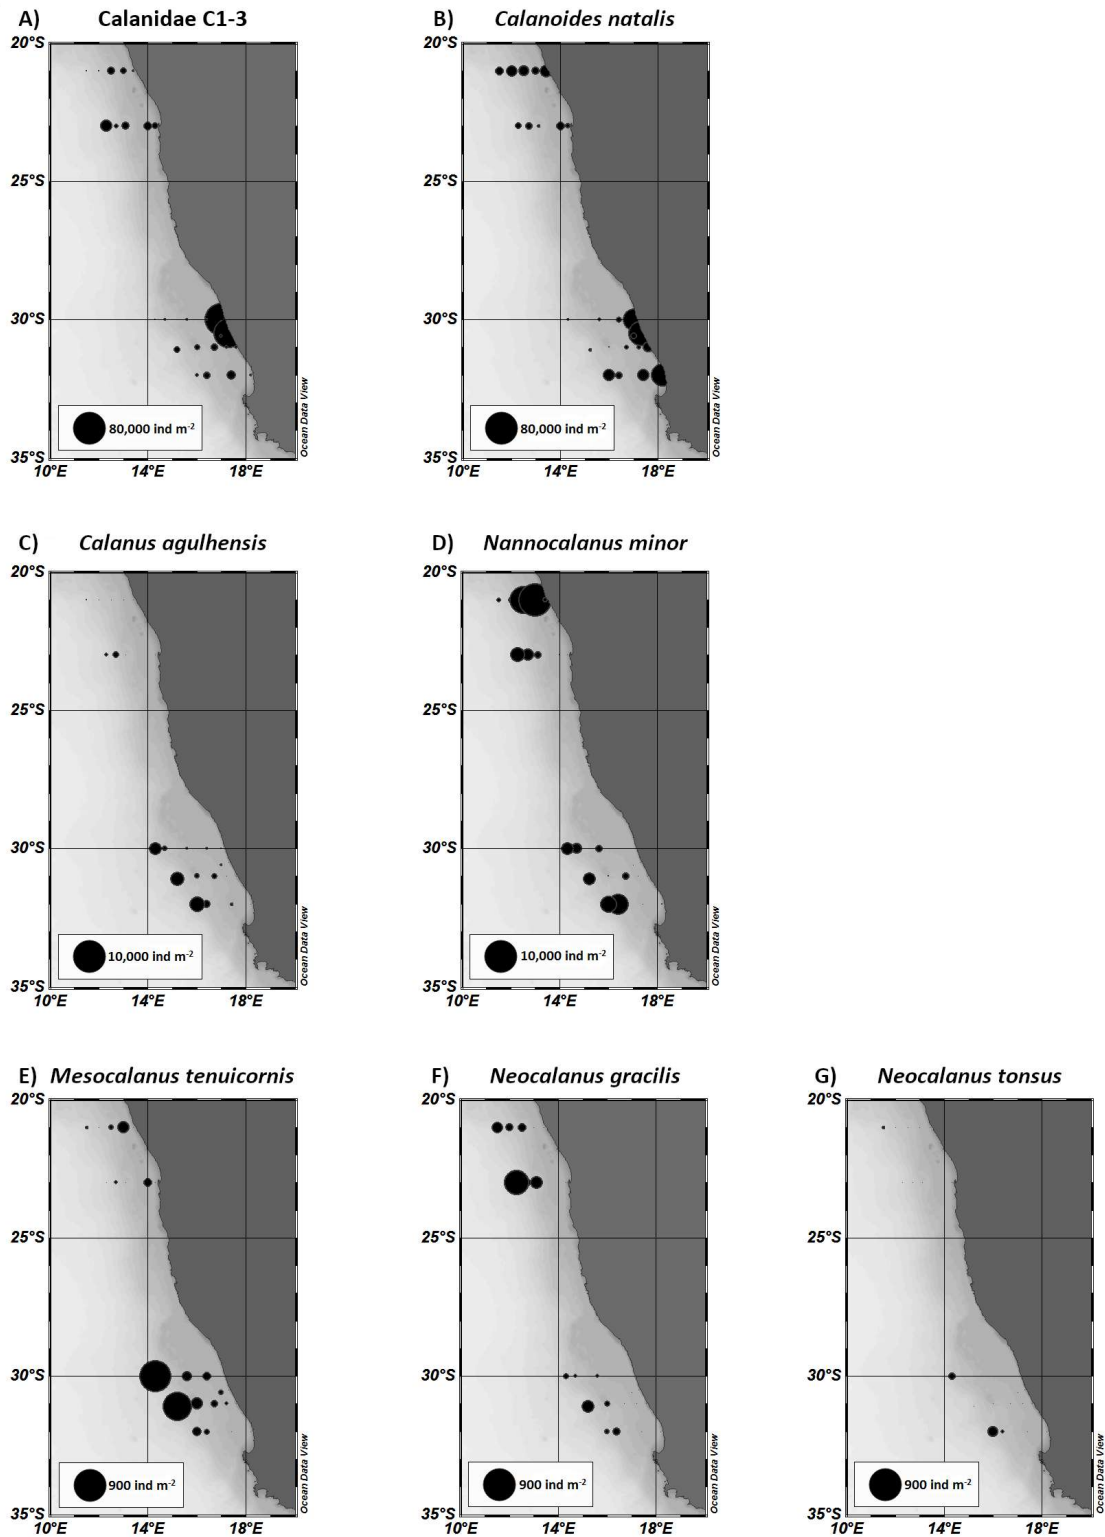 A) Calanidae C1-3
20°S
25°S
30°S
35°S
10°E 14°E 18°E
80,000 ind m-2
Ocean Data View
B) Calanoides natalis
20°S
25°S
30°S
35°S
10°E 14°E 18°E
80,000 ind m-2
Ocean Data View
C) Calanus agulhensis
20°S
25°S
30°S
35°S
10°E 14°E 18°E
10,000 ind m-2
Ocean Data View
D) Nannocalanus minor
20°S
25°S
30°S
35°S
10°E 14°E 18°E
10,000 ind m-2
Ocean Data View
E) Mesocalanus tenuicornis
20°S
25°S
30°S
35°S
10°E 14°E 18°E
900 ind m-2
Ocean Data View
F) Neocalanus gracilis
20°S
25°S
30°S
35°S
10°E 14°E 18°E
900 ind m-2
Ocean Data View
G) Neocalanus tonsus
20°S
25°S
30°S
35°S
10°E 14°E 18°E
900 ind m-2
Ocean Data View